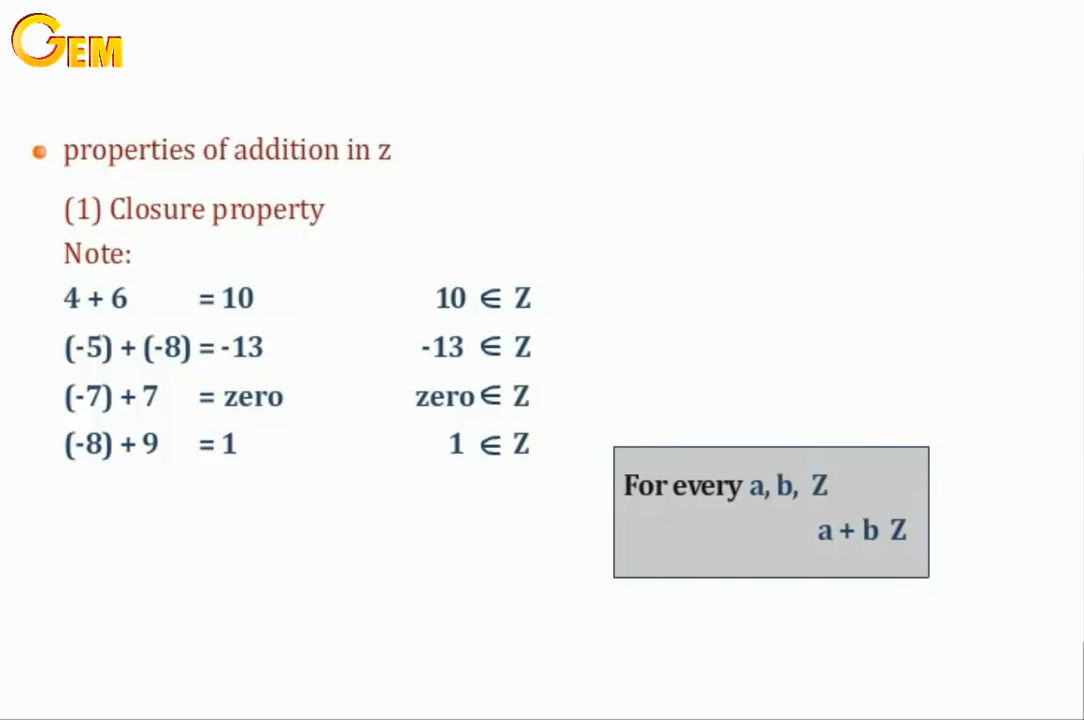 GEM
properties of addition in z
(1) Closure property
Note:
4 + 6 = 10 10 ∈ Z
(-5) + (-8) = -13 -13 ∈ Z
(-7) + 7 = zero zero ∈ Z
(-8) + 9 = 1 1 ∈ Z
For every a, b, Z
a + b Z